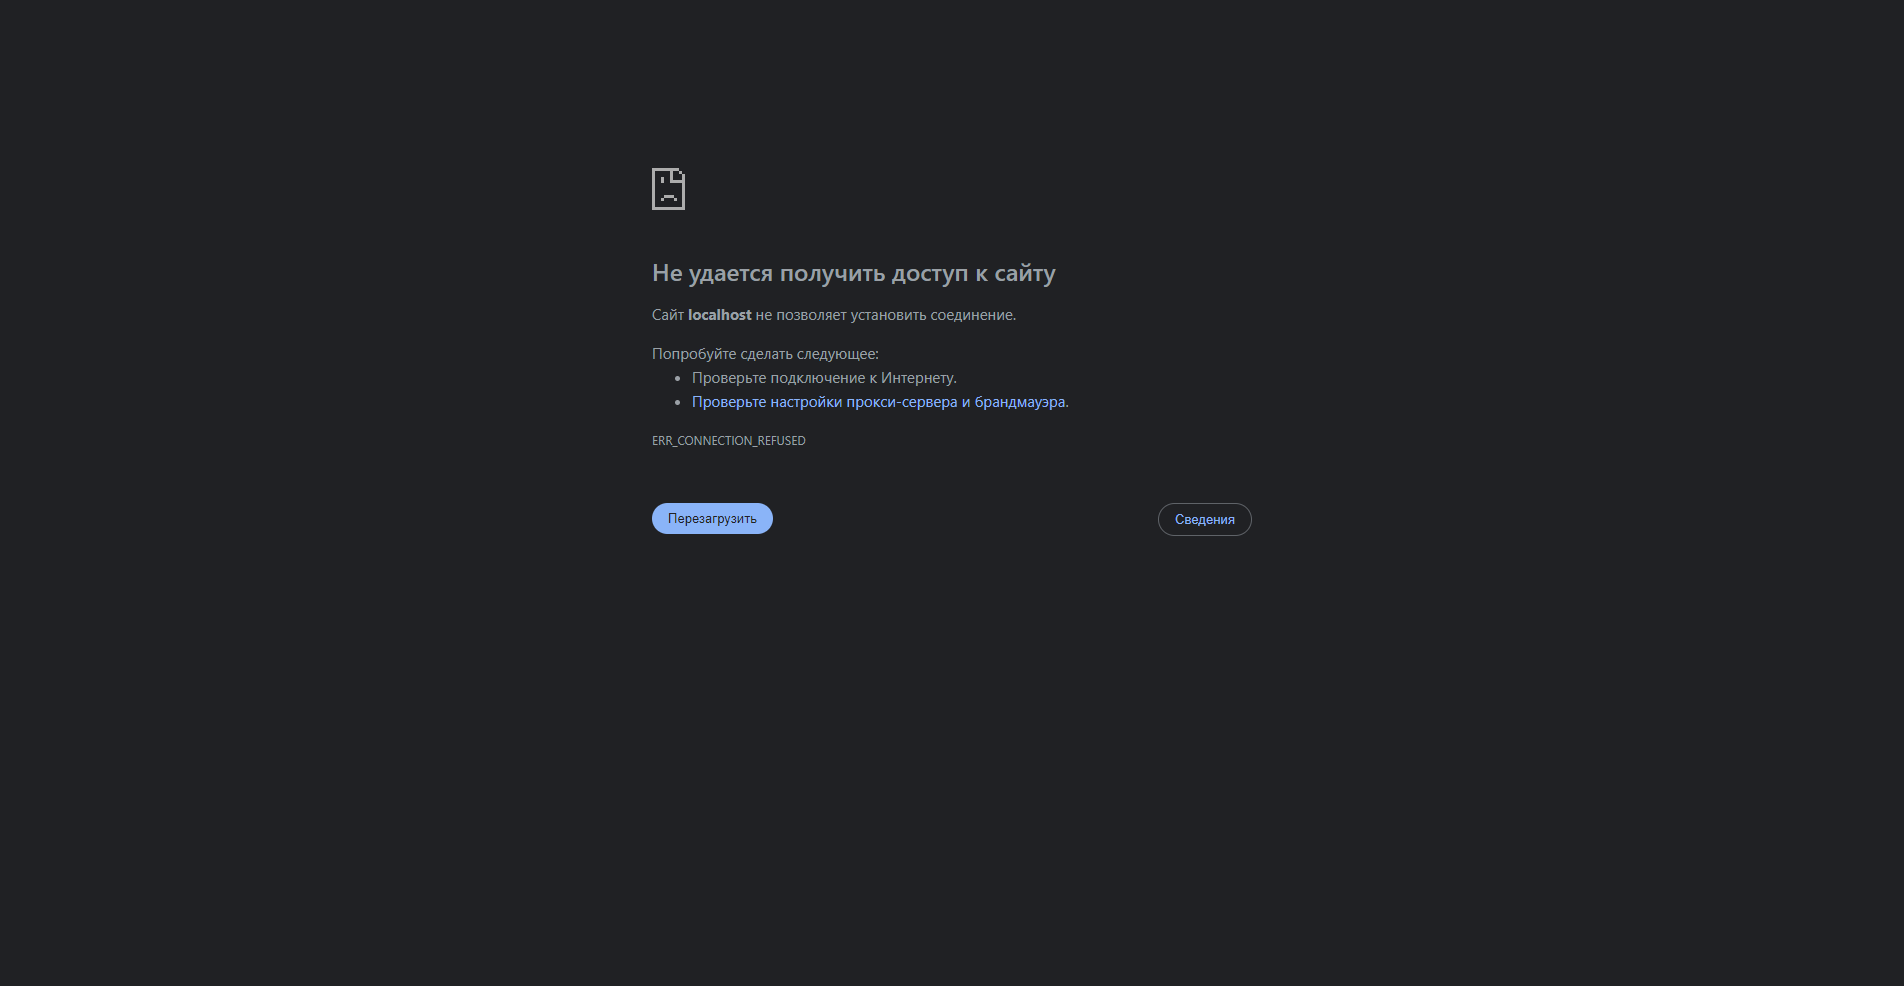 Не удается получить доступ к сайту
Сайт localhost не позволяет установить соединение.
Попробуйте сделать следующее:
Проверьте подключение к Интернету.
Проверьте настройки прокси-сервера и брандмауэра.
ERR_CONNECTION_REFUSED
Перезагрузить
Сведения